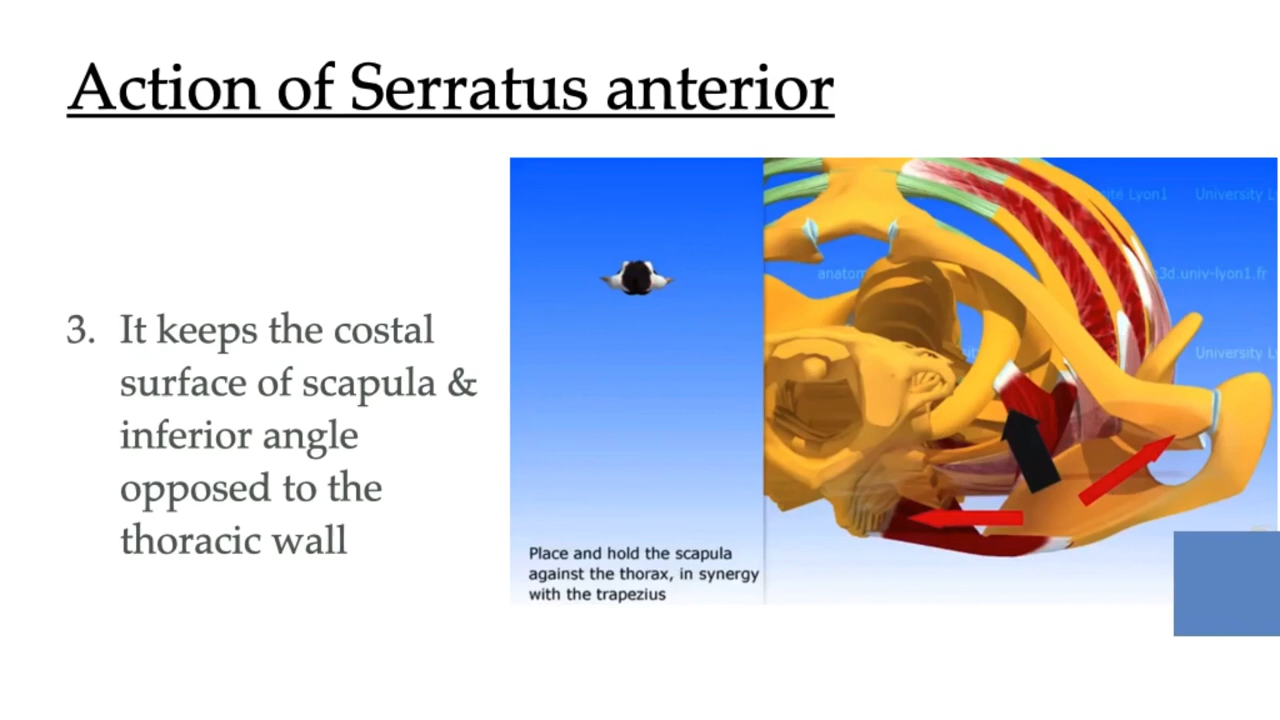 Action of Serratus anterior
3. It keeps the costal
surface of scapula &
inferior angle
opposed to the
thoracic wall
Place and hold the scapula
against the thorax, in synergy
with the trapezius
Lyon1
University
3d.univ-lyon1.fr
University